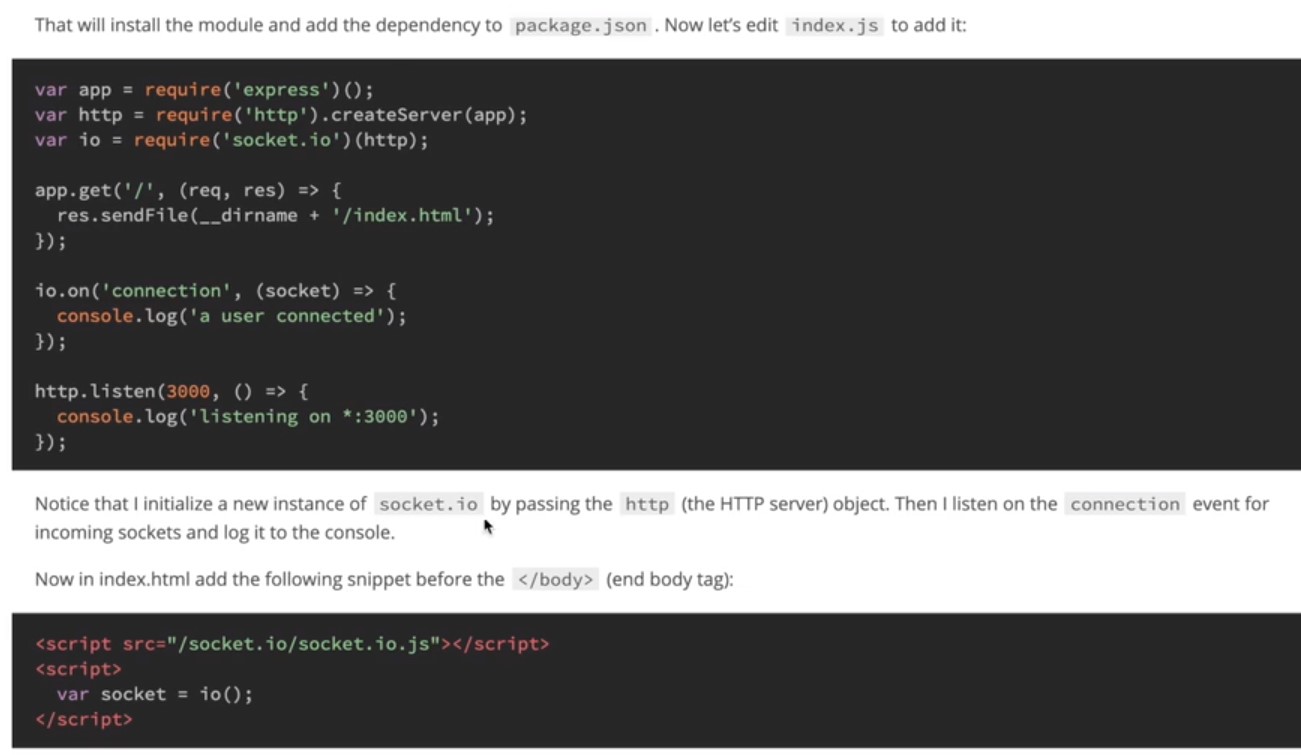 That will install the module and add the dependency to package.json . Now let’s edit index.js to add it:
var app = require('express')();
var http = require('http').createServer(app);
var io = require('socket.io')(http);
app.get('/', (req, res) => {
  res.sendFile(__dirname + '/index.html');
});
io.on('connection', (socket) => {
  console.log('a user connected');
});
http.listen(3000, () => {
  console.log('listening on *:3000');
});
Notice that I initialize a new instance of socket.io by passing the http (the HTTP server) object. Then I listen on the connection event for
incoming sockets and log it to the console.
Now in index.html add the following snippet before the </body> (end body tag):
<script src="/socket.io/socket.io.js"></script>
<script>
  var socket = io();
</script>